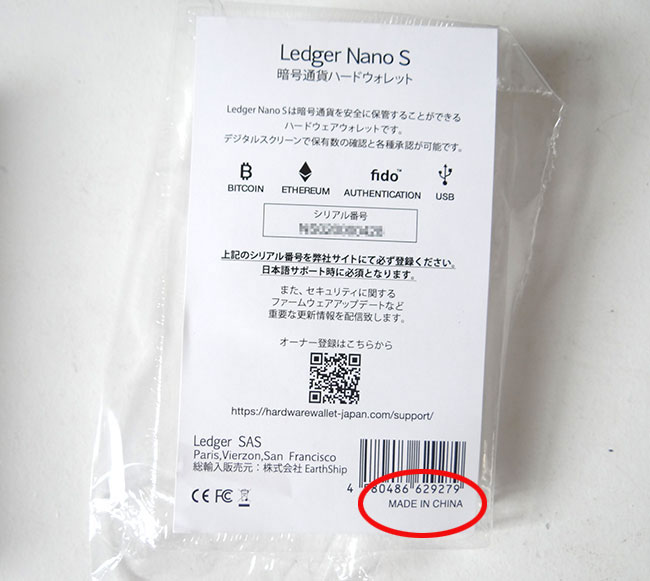 Ledger Nano S
暗号通貨ハードウォレット
Ledger Nano Sは暗号通貨を安全に保管することができる
ハードウェアウォレットです。
デジタルスクリーンで保有数の確認と各種承認が可能です。
BITCOIN ETHEREUM fido™ AUTHENTICATION USB
シリアル番号
上記のシリアル番号を弊社サイトにて必ず登録ください。
日本語サポート時に必須となります。
また、セキュリティに関する
ファームウェアアップデートなど
重要な更新情報を配信致します。
オーナー登録はこちらから
https://hardwarewallet-japan.com/support/
Ledger SAS
Paris,Vierzon,San Francisco
総輸入販売元：株式会社 EarthShip
4 580486 629279
CE FC
MADE IN CHINA